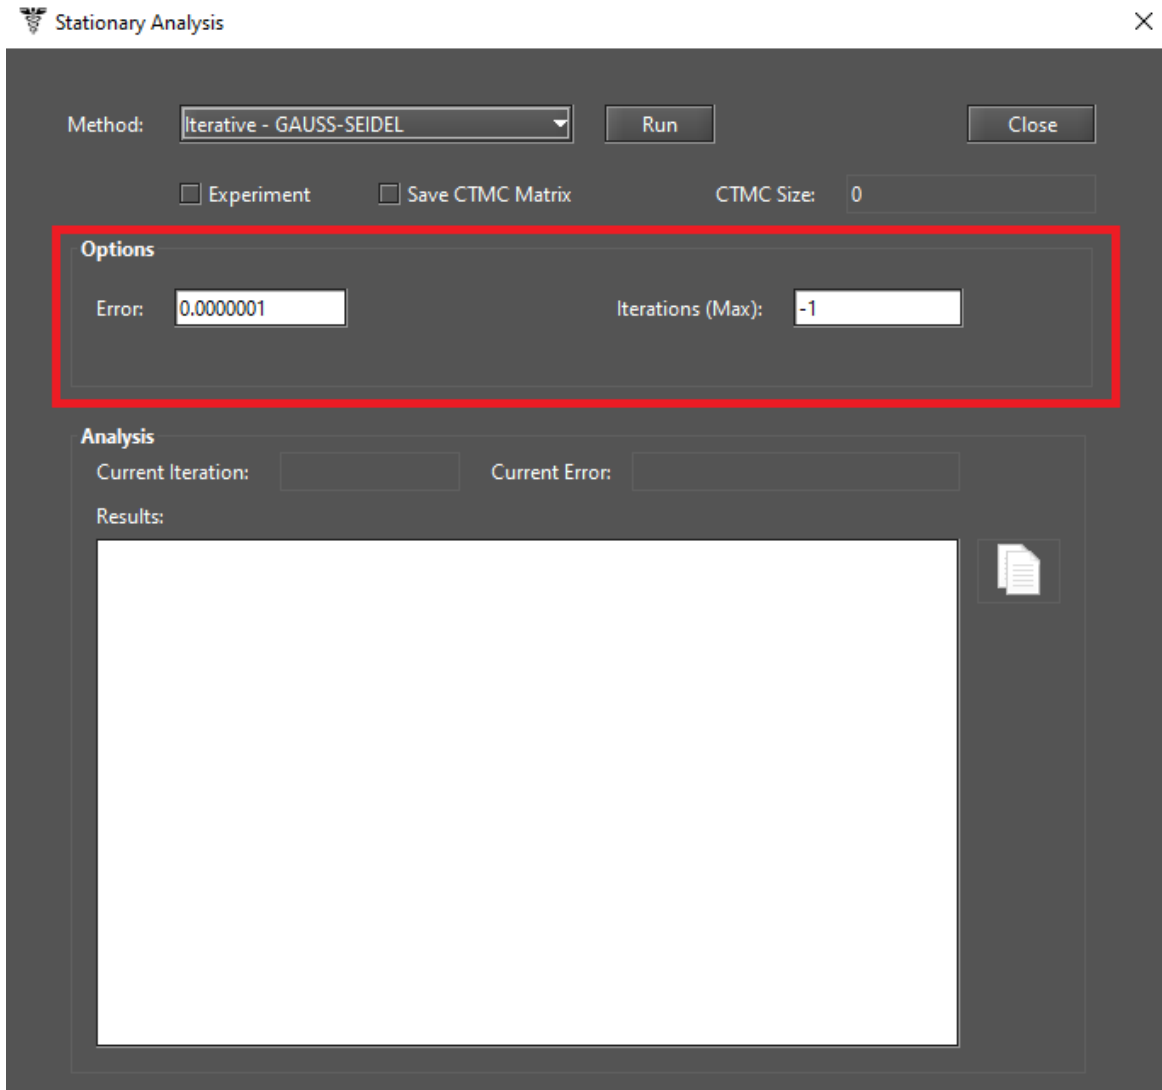 Stationary Analysis
Method: Iterative - GAUSS-SEIDEL Run Close
Experiment Save CTMC Matrix CTMC Size: 0
Options
Error: 0.0000001 Iterations (Max): -1
Analysis
Current Iteration: Current Error:
Results: